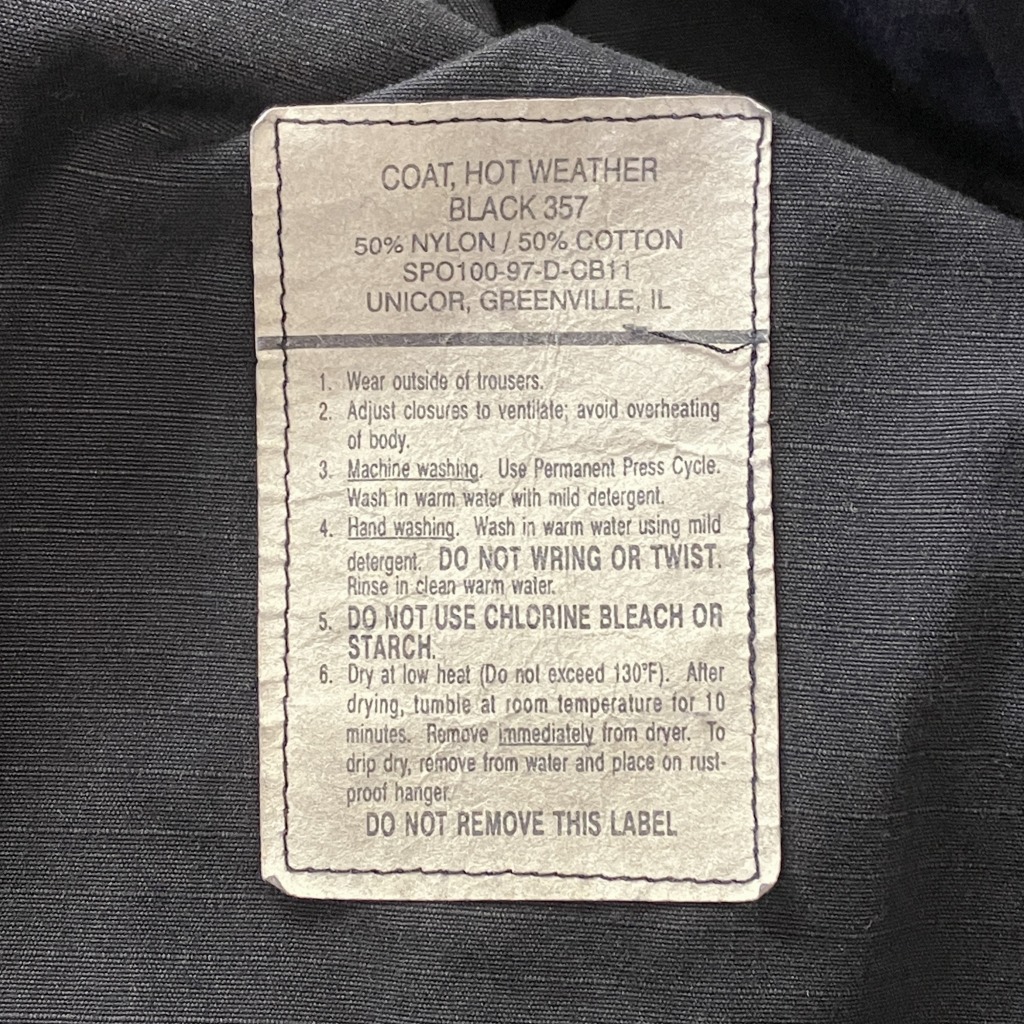 COAT, HOT WEATHER
BLACK 357
50% NYLON / 50% COTTON
SPO100-97-D-CB11
UNICOR, GREENVILLE, IL
1. Wear outside of trousers.
2. Adjust closures to ventilate; avoid overheating
of body.
3. Machine washing. Use Permanent Press Cycle.
Wash in warm water with mild detergent.
4. Hand washing. Wash in warm water using mild
detergent. DO NOT WRING OR TWIST.
Rinse in clean warm water.
5. DO NOT USE CHLORINE BLEACH OR
STARCH.
6. Dry at low heat (Do not exceed 130°F). After
drying, tumble at room temperature for 10
minutes. Remove immediately from dryer. To
drip dry, remove from water and place on rust-
proof hanger.
DO NOT REMOVE THIS LABEL